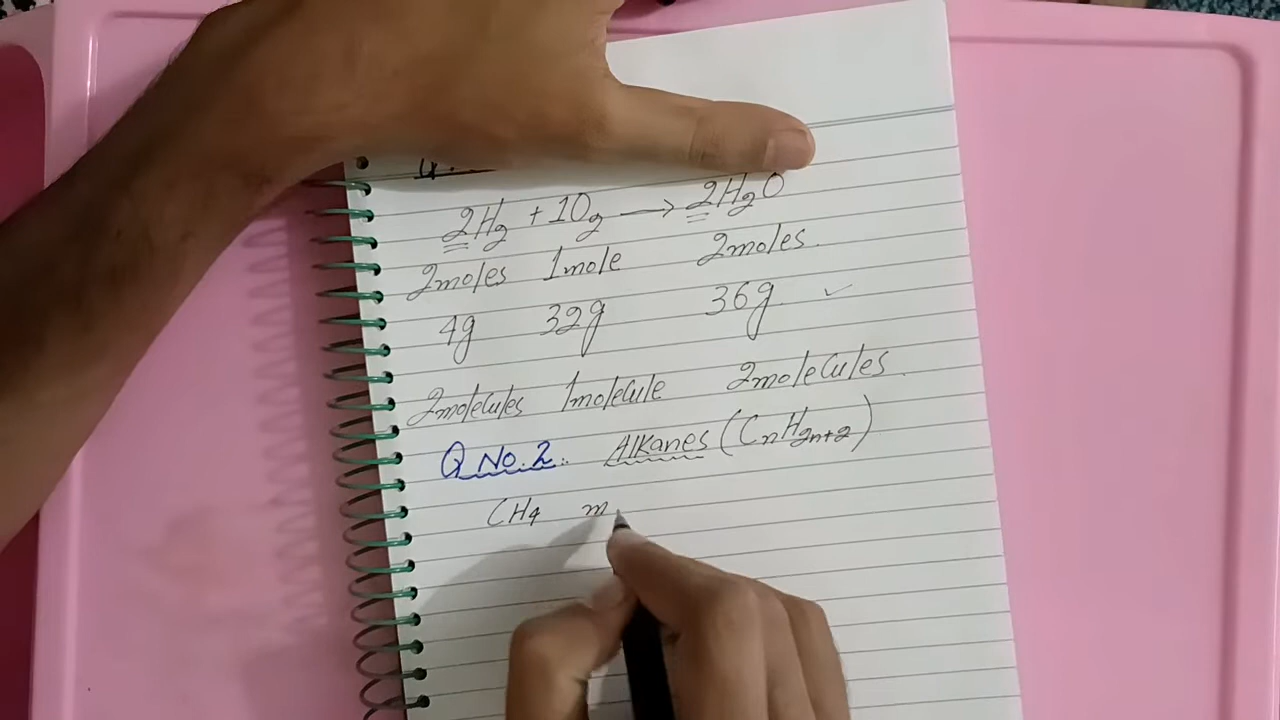 2H2 + 1O2 → 2H2O
2moles 1mole 2moles.
4g 32g 36g ✓
2molecules 1molecule 2molecules.
Q No. 2. Alkanes (CnH2n+2)
CH4 m